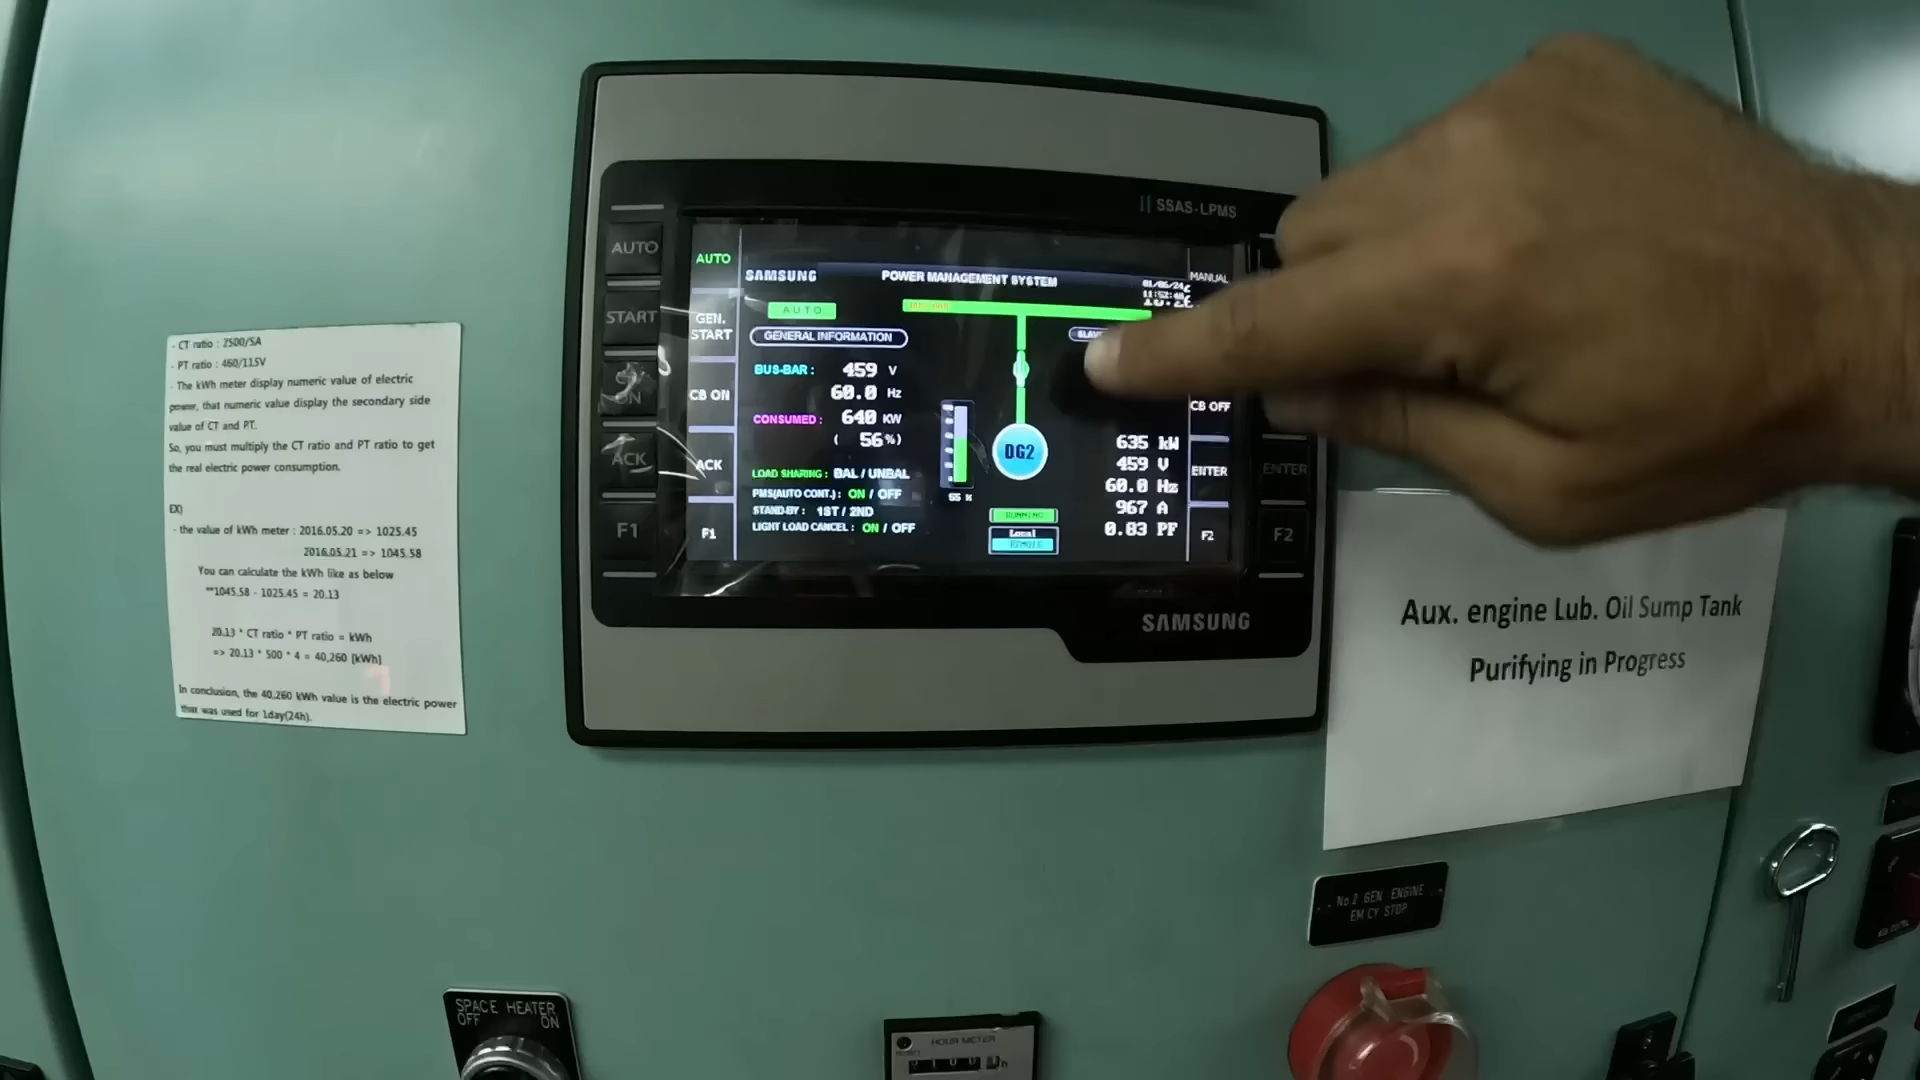 - CT ratio : 2500/5A
- PT ratio : 460/115V
- The kWh meter display numeric value of electric
power, that numeric value display the secondary side
value of CT and PT.
So, you must multiply the CT ratio and PT ratio to get
the real electric power consumption.
EX)
- the value of kWh meter : 2016.05.20 => 1025.45
2016.05.21 => 1045.58
You can calculate the kWh like as below
**1045.58 - 1025.45 = 20.13
20.13 * CT ratio * PT ratio = kWh
=> 20.13 * 500 * 4 = 40,260 [kWh]
In conclusion, the 40,260 kWh value is the electric power
that was used for 1day(24h).
SSAS-LPMS
AUTO
START
ON
ACK
F1
AUTO
GEN.
START
CB ON
ACK
F1
SAMSUNG
POWER MANAGEMENT SYSTEM
AUTO
GENERAL INFORMATION
BUS-BAR : 459 V
60.0 Hz
CONSUMED : 640 KW
( 56 %)
LOAD SHARING : BAL / UNBAL
PMS(AUTO CONT.) : ON / OFF
STAND-BY : 1ST / 2ND
LIGHT LOAD CANCEL : ON / OFF
DG2
RUNNING
Local
REMOTE
635 kW
459 V
60.0 Hz
967 A
0.83 PF
MANUAL
CB OFF
ENTER
F2
ENTER
F2
SAMSUNG
Aux. engine Lub. Oil Sump Tank
Purifying in Progress
No 2 GEN ENGINE
EM'CY STOP
SPACE HEATER
OFF ON
HOUR METER